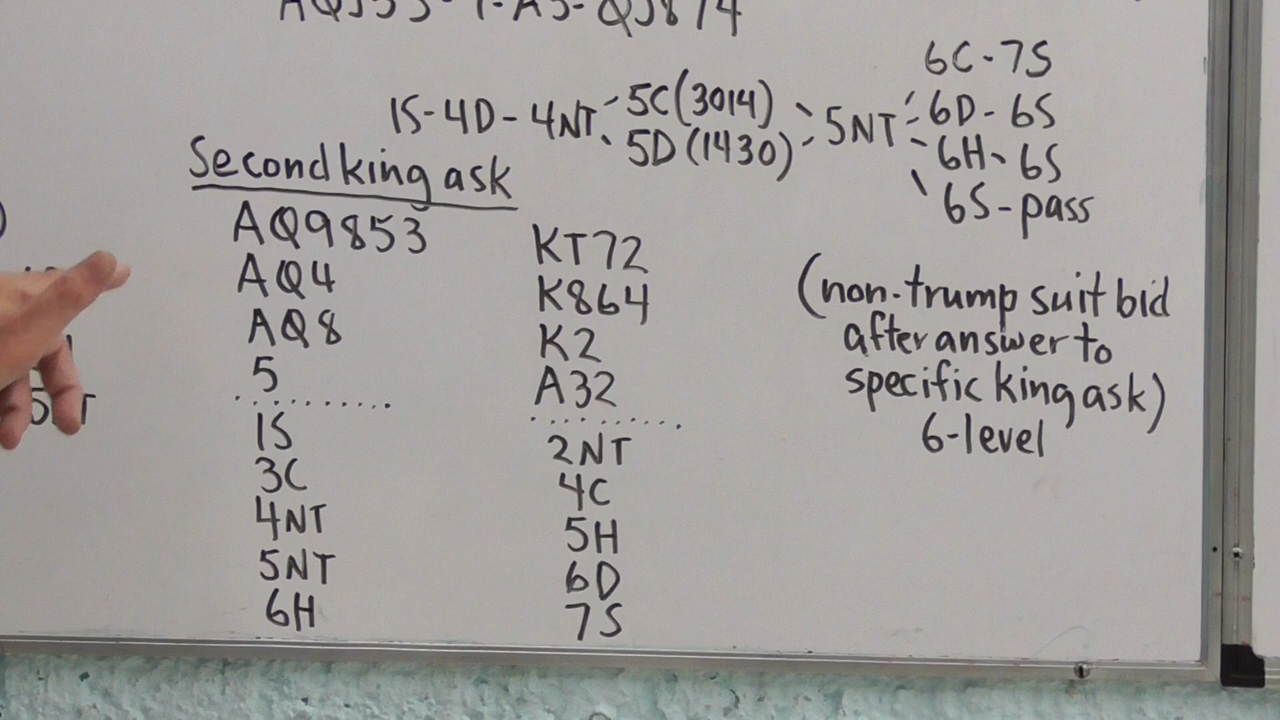 1S-4D-4NT 5C(3014) 5NT 6C-7S
5D(1430) 6D-6S
6H-6S
6S-pass
Second king ask
AQ9853 KT72
AQ4 K864
AQ8 K2
5 A32
1S 2NT
3C 4C
4NT 5H
5NT 6D
6H 7S
(non-trump suit bid
after answer to
specific king ask)
6-level